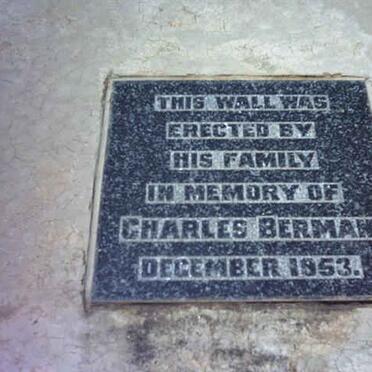 THIS WALL WAS
ERECTED BY
HIS FAMILY
IN MEMORY OF
CHARLES BERMAN
DECEMBER 1953.